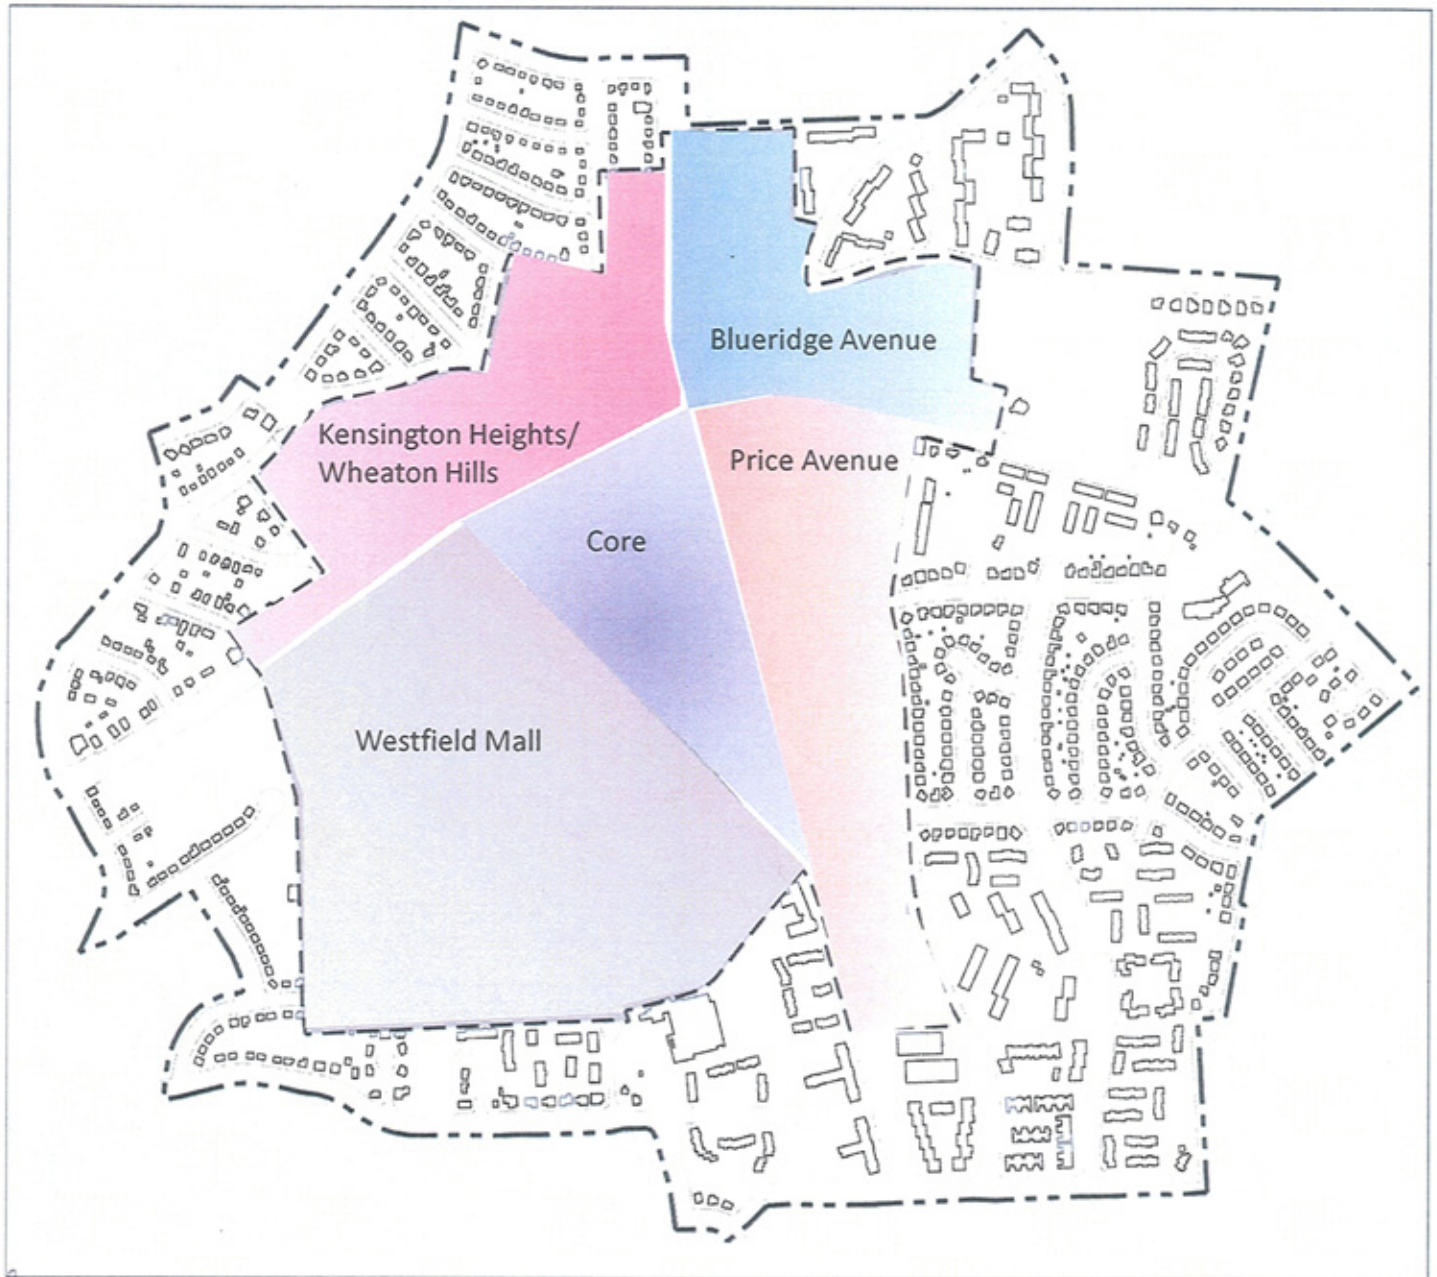 Blueridge Avenue
Kensington Heights/
Wheaton Hills
Price Avenue
Core
Westfield Mall